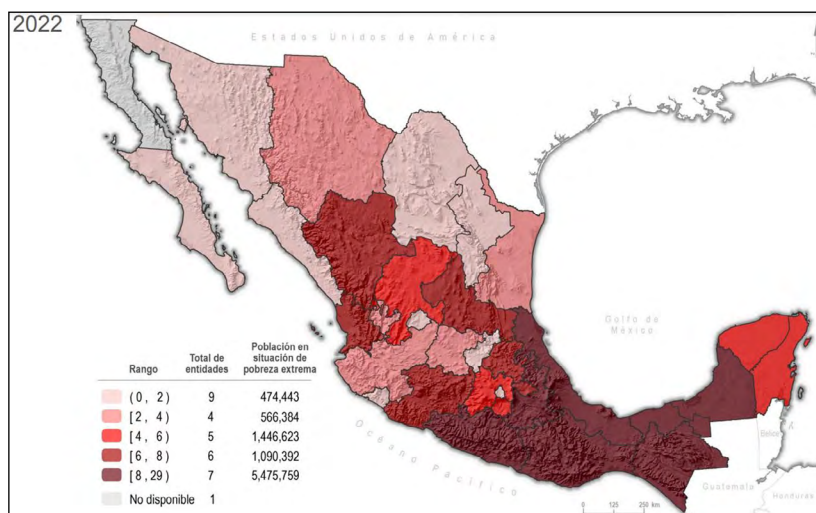 2022
Estados Unidos de América
Golfo de
México
Rango Total de entidades Población en situación de pobreza extrema
( 0 , 2 ) 9 474,443
[ 2 , 4 ) 4 566,384
[ 4 , 6 ) 5 1,446,623
[ 6 , 8 ) 6 1,090,392
[ 8 , 29 ) 7 5,475,759
No disponible 1
Océano Pacífico
Belice
Guatemala
Honduras
0 125 250 km.